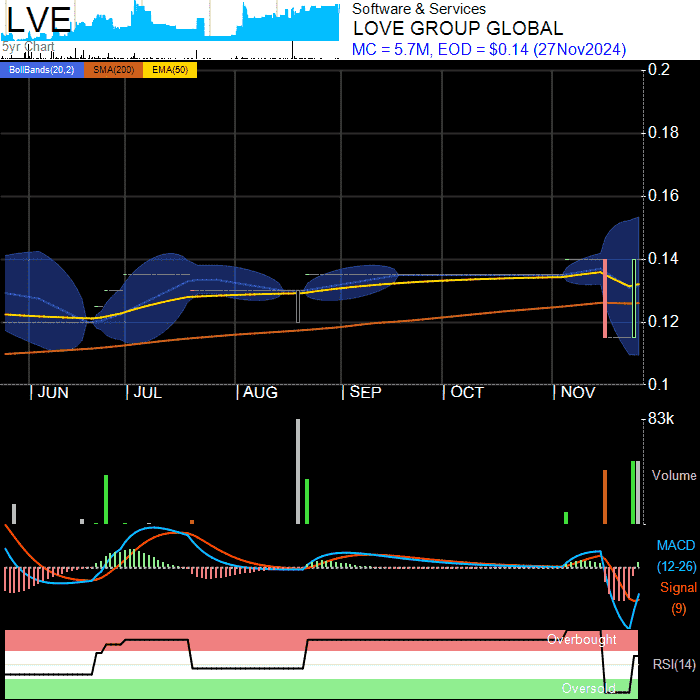 LVE
5yr Chart
Software & Services
LOVE GROUP GLOBAL
MC = 5.7M, EOD = $0.14 (27Nov2024)
BollBands(20,2) SMA(200) EMA(50)
0.2
0.18
0.16
0.14
0.12
0.1
JUN JUL AUG SEP OCT NOV
83k
Volume
MACD
(12-26)
Signal
(9)
Overbought
RSI(14)
Oversold